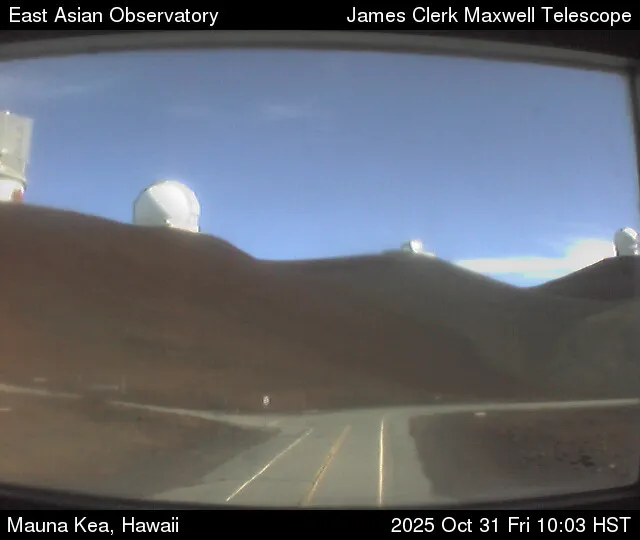 East Asian Observatory
James Clerk Maxwell Telescope
Mauna Kea, Hawaii
2025 Oct 31 Fri 10:03 HST